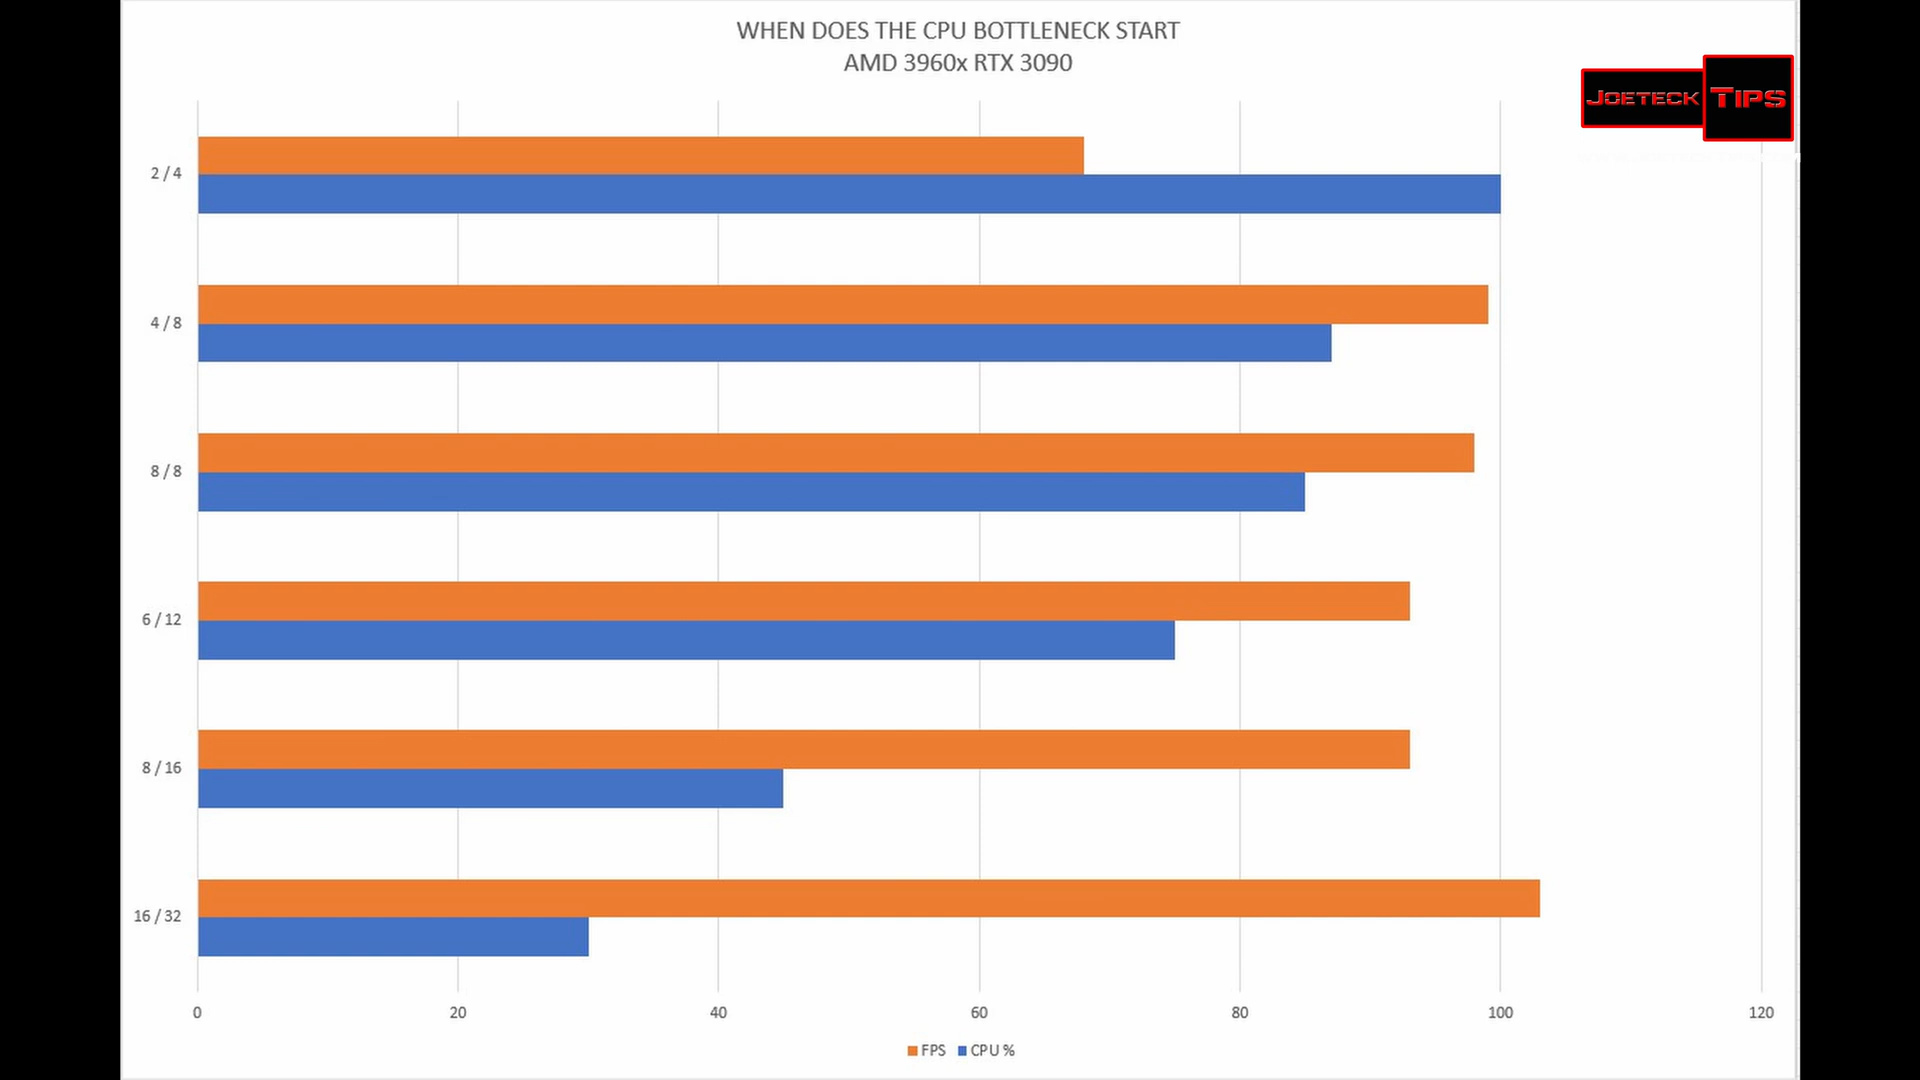 WHEN DOES THE CPU BOTTLENECK START
AMD 3960x RTX 3090
JOETECK TIPS
2 / 4
4 / 8
8 / 8
6 / 12
8 / 16
16 / 32
0 20 40 60 80 100 120
FPS CPU %